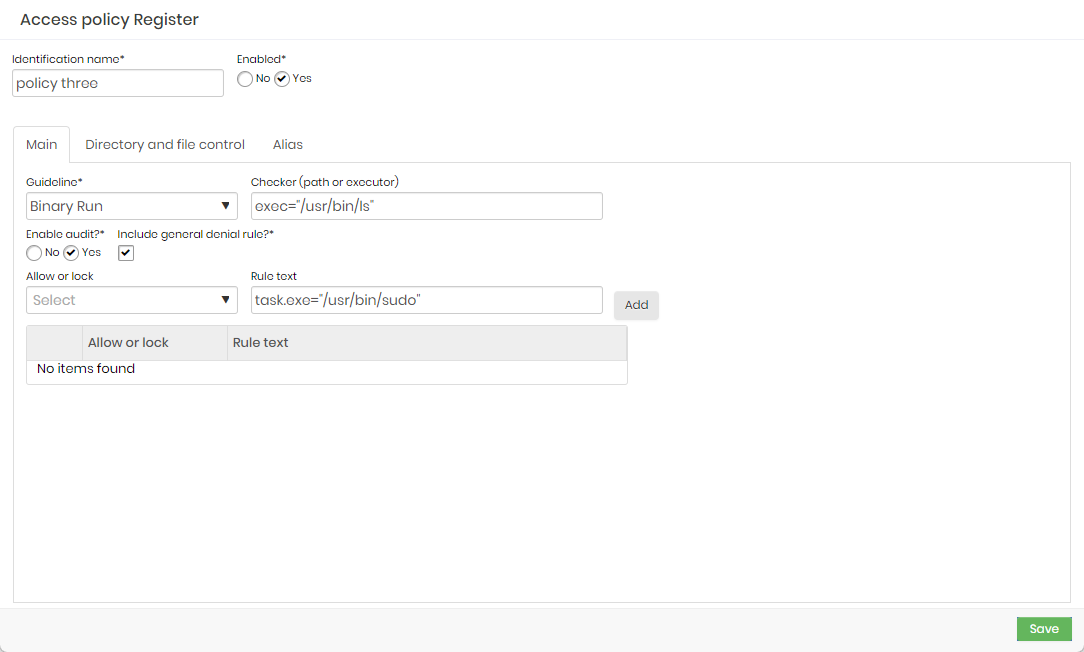 Access policy Register
Identification name* Enabled*
policy three No Yes
Main Directory and file control Alias
Guideline* Checker (path or executor)
Binary Run exec="/usr/bin/ls"
Enable audit?* Include general denial rule?*
No Yes
Allow or lock Rule text
Select task.exe="/usr/bin/sudo" Add
Allow or lock Rule text
No items found
Save